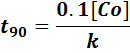 t₉₀ = 0.1[Co] / k